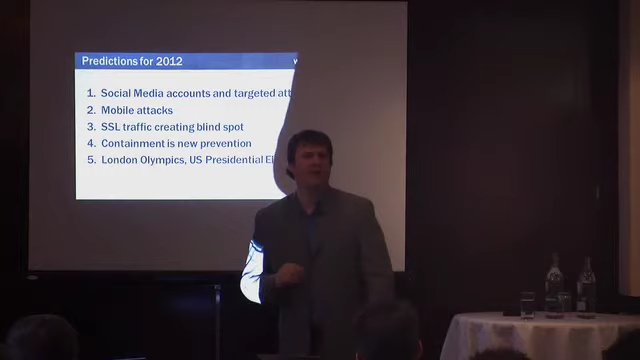 Predictions for 2012
1. Social Media accounts and targeted
2. Mobile attacks
3. SSL traffic creating blind spot
4. Containment is new prevention
5. London Olympics, US Presidential